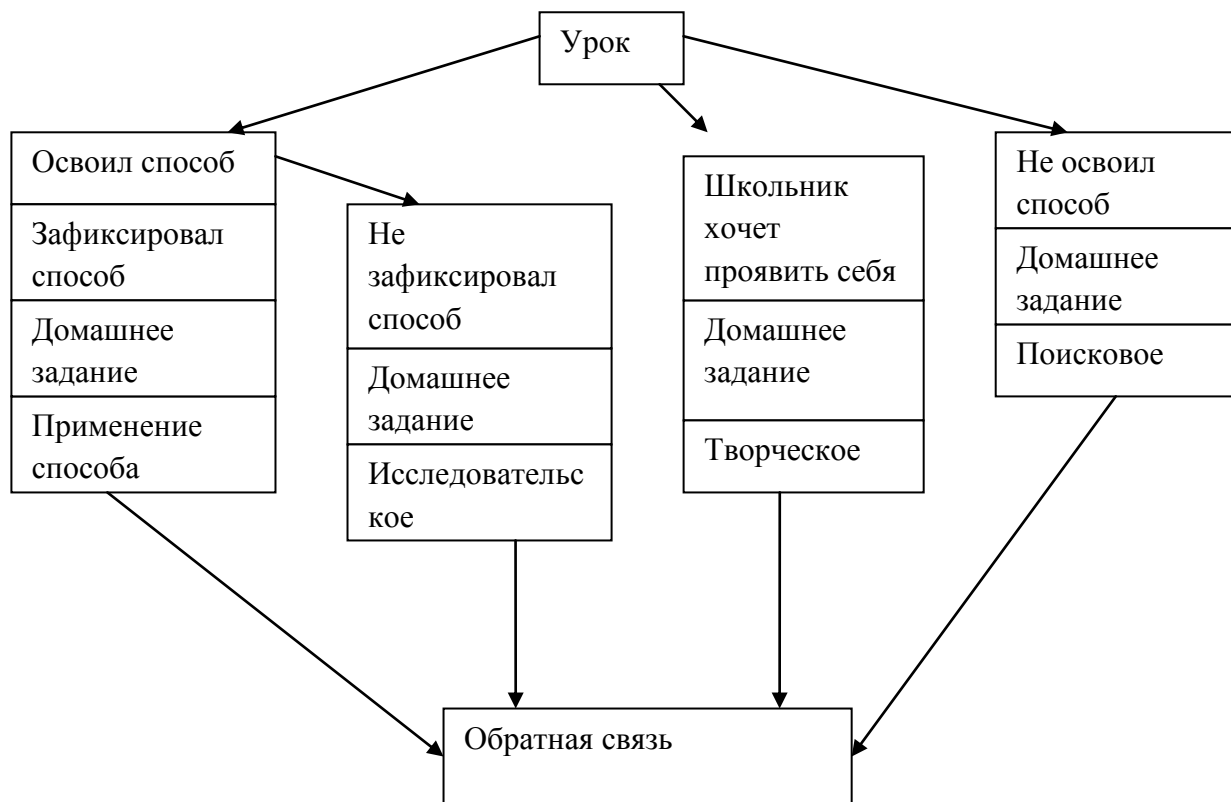 Урок
Освоил способ
Зафиксировал
способ
Домашнее
задание
Применение
способа
Не
зафиксировал
способ
Домашнее
задание
Исследовательс
кое
Школьник
хочет
проявить себя
Домашнее
задание
Творческое
Не освоил
способ
Домашнее
задание
Поисковое
Обратная связь